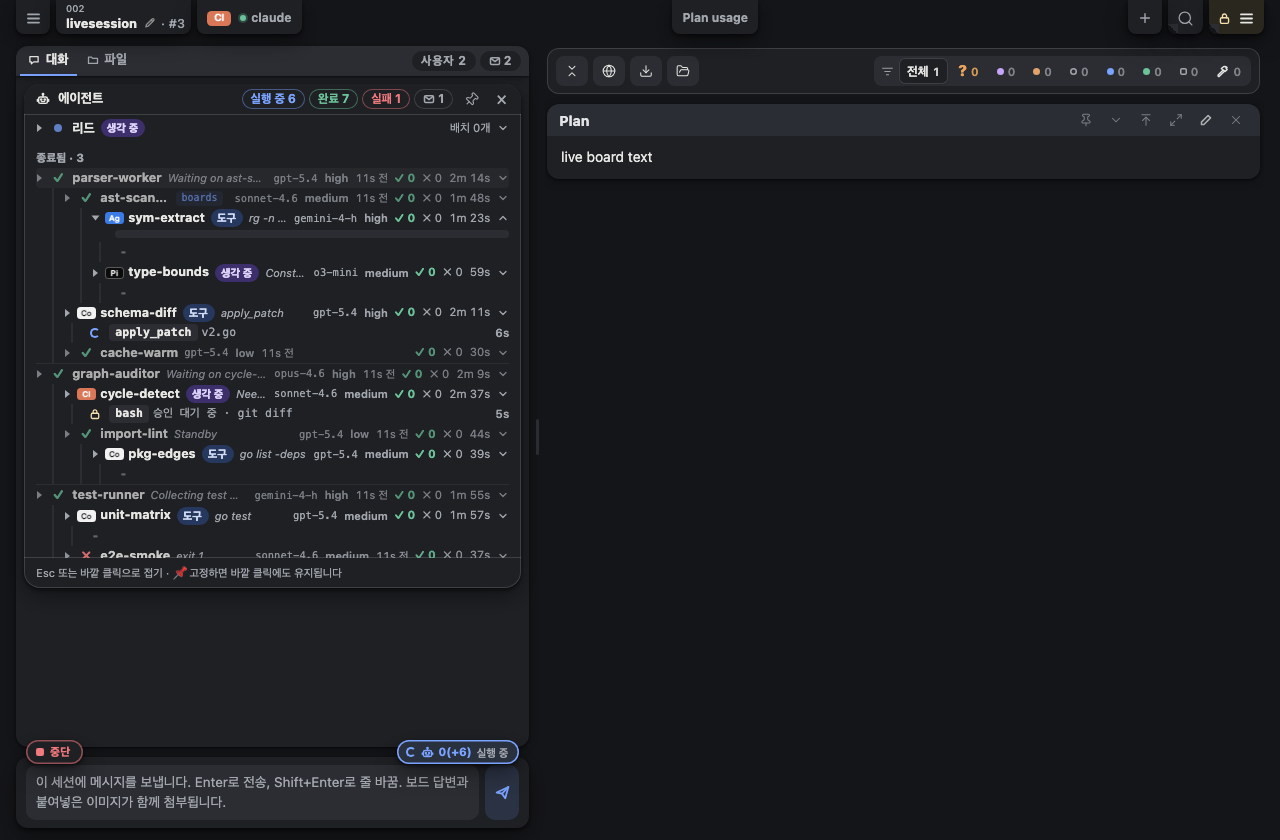 002
livesession · #3
Cl claude
Plan usage
대화 파일 사용자 2 2
에이전트 실행 중 6 완료 7 실패 1 1
리드 생각 중 배치 0개
종료됨 · 3
parser-worker Waiting on ast-s... gpt-5.4 high 11s 전 0 0 2m 14s
ast-scan... boards sonnet-4.6 medium 11s 전 0 0 1m 48s
Ag sym-extract 도구 rg -n ... gemini-4-h high 0 0 1m 23s
-
Pi type-bounds 생각 중 Const... o3-mini medium 0 0 59s
-
Co schema-diff 도구 apply_patch gpt-5.4 high 0 0 2m 11s
apply_patch v2.go 6s
cache-warm gpt-5.4 low 11s 전 0 0 30s
graph-auditor Waiting on cycle-... opus-4.6 high 11s 전 0 0 2m 9s
Cl cycle-detect 생각 중 Nee... sonnet-4.6 medium 0 0 2m 37s
bash 승인 대기 중 · git diff 5s
import-lint Standby gpt-5.4 low 11s 전 0 0 44s
Co pkg-edges 도구 go list -deps gpt-5.4 medium 0 0 39s
-
test-runner Collecting test ... gemini-4-h high 11s 전 0 0 1m 55s
Co unit-matrix 도구 go test gpt-5.4 medium 0 0 1m 57s
-
e2e-smoke exit 1 sonnet-4.6 medium 11s 전 0 0 37s
Esc 또는 바깥 클릭으로 접기 · 📌 고정하면 바깥 클릭에도 유지됩니다
중단 0(+6) 실행 중
이 세션에 메시지를 보냅니다. Enter로 전송, Shift+Enter로 줄 바꿈. 보드 답변과
붙여넣은 이미지가 함께 첨부됩니다.
전체 1 ? 0 0 0 0 0 0 0 0
Plan
live board text